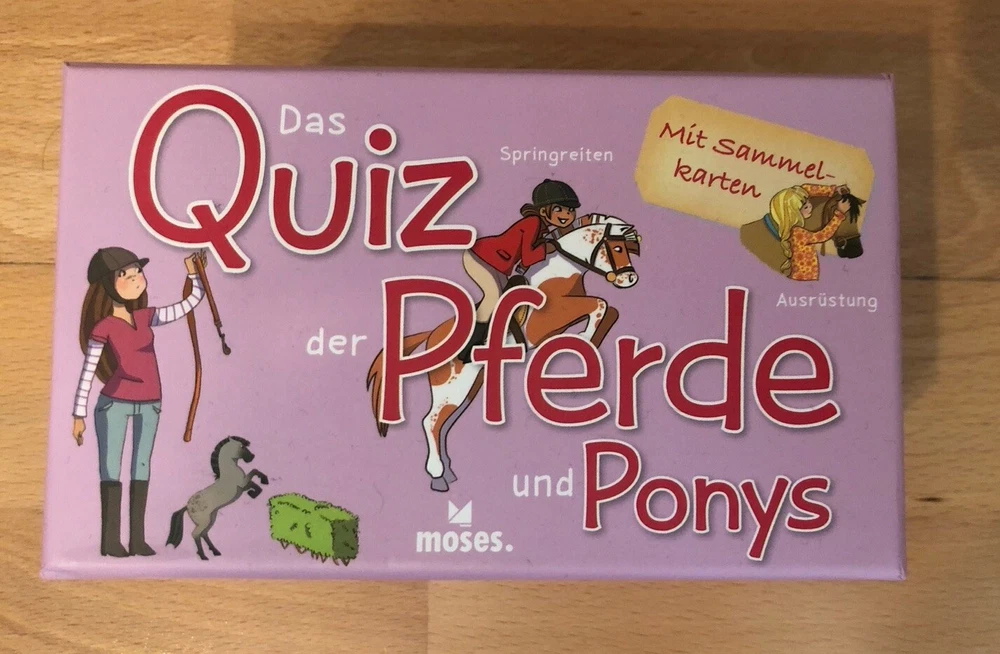 Das
Quiz
Springreiten
Mit Sammel-
karten
Ausrüstung
der Pferde
und Ponys
moses.